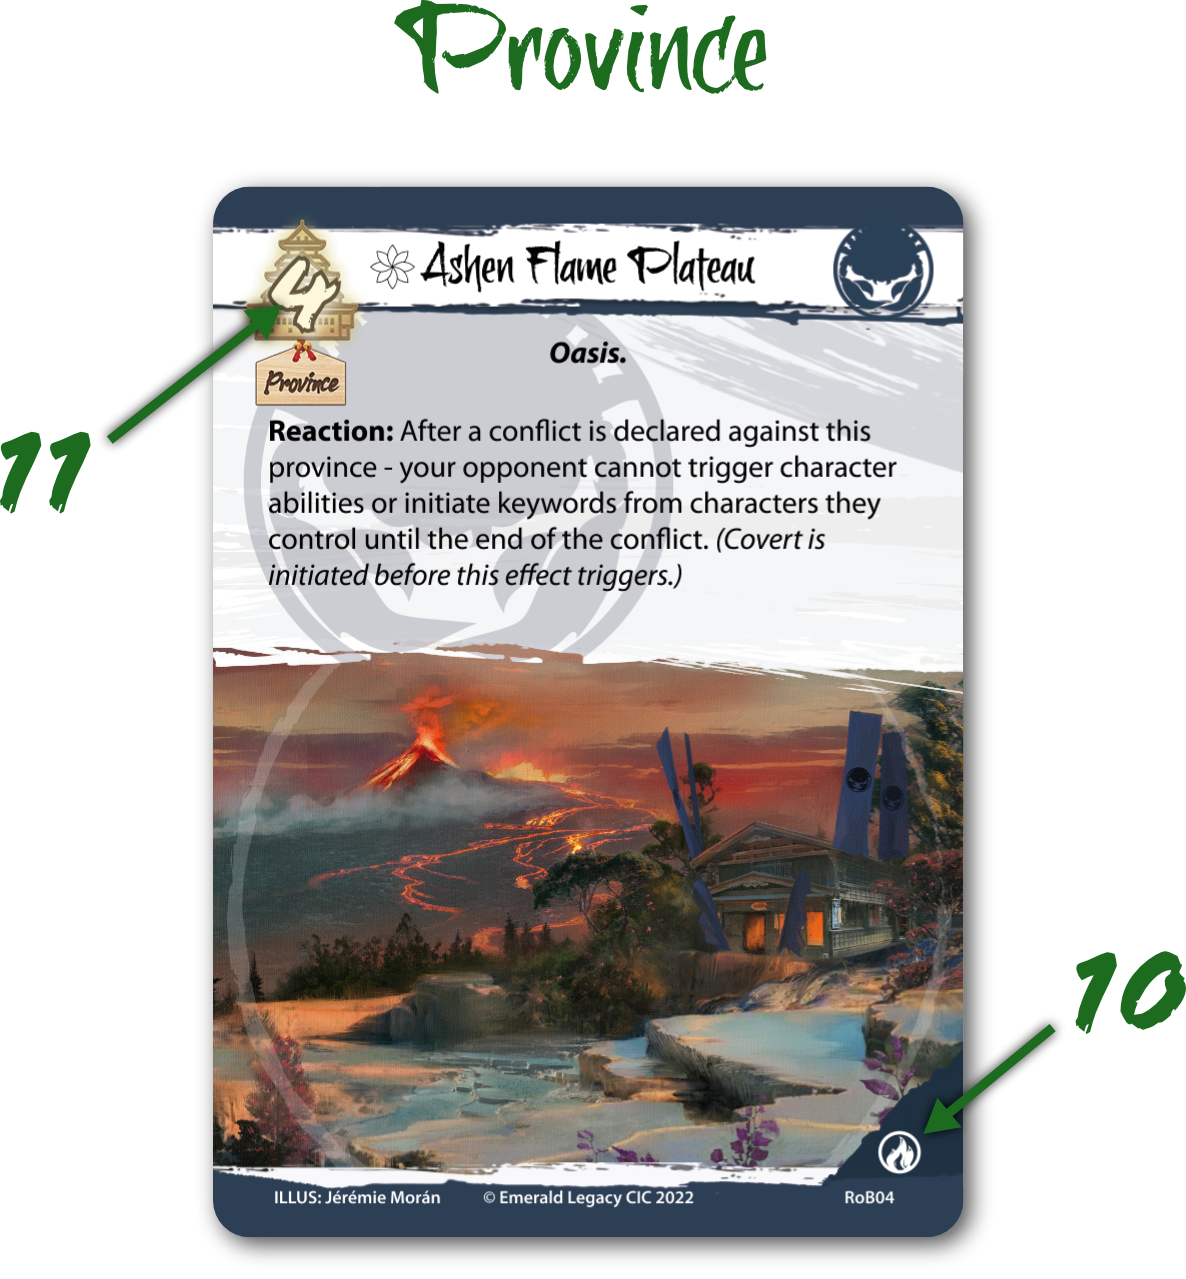 Province
4
Ashen Flame Plateau
Province
Oasis.
Reaction: After a conflict is declared against this
province - your opponent cannot trigger character
abilities or initiate keywords from characters they
control until the end of the conflict. (Covert is
initiated before this effect triggers.)
11
10
ILLUS: Jérémie Morán © Emerald Legacy CIC 2022 RoB04